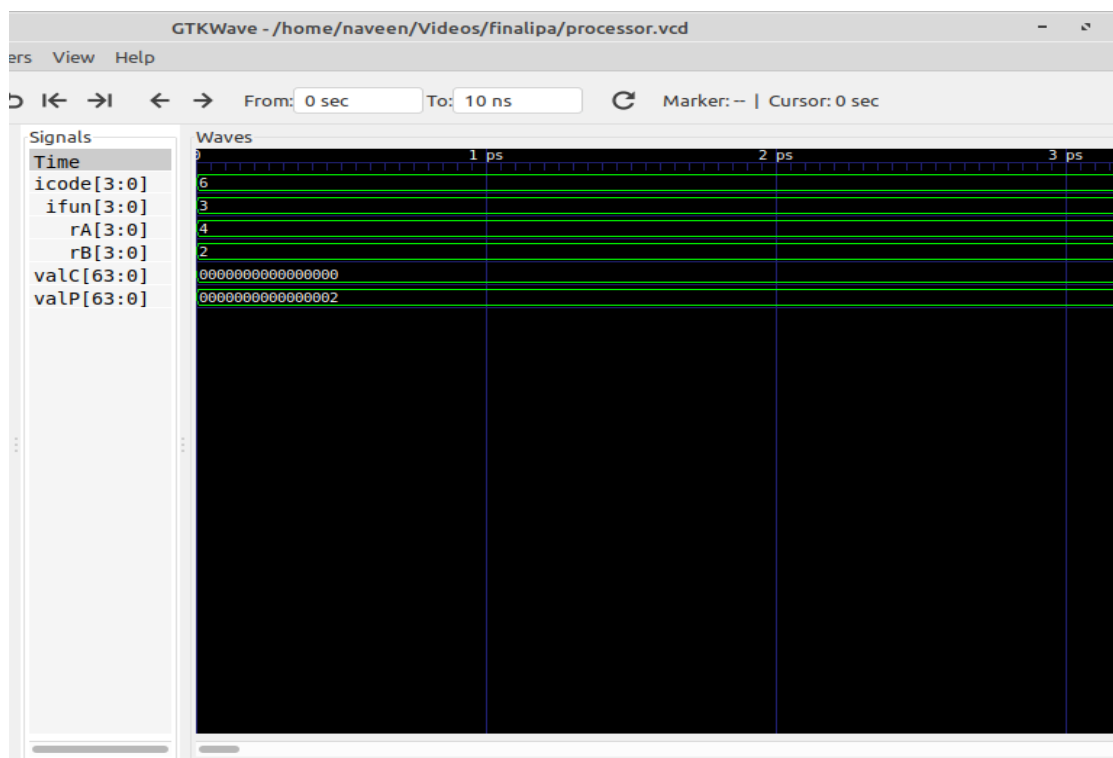 GTKWave - /home/naveen/Videos/finalipa/processor.vcd
ers View Help
From: 0 sec To: 10 ns Marker: -- | Cursor: 0 sec
Signals Waves
Time 0 1 ps 2 ps 3 ps
icode[3:0] 6
ifun[3:0] 3
rA[3:0] 4
rB[3:0] 2
valC[63:0] 0000000000000000
valP[63:0] 0000000000000002